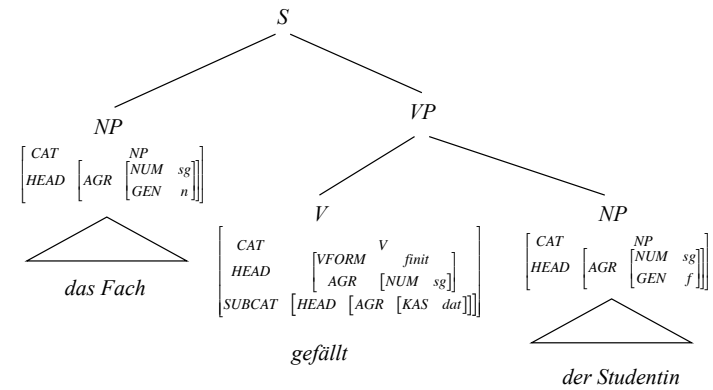 S
NP
VP
CAT NP
HEAD AGR NUM sg
GEN n
das Fach
V
CAT V
HEAD VFORM finit
AGR NUM sg
SUBCAT HEAD AGR KAS dat
gefällt
NP
CAT NP
HEAD AGR NUM sg
GEN f
der Studentin